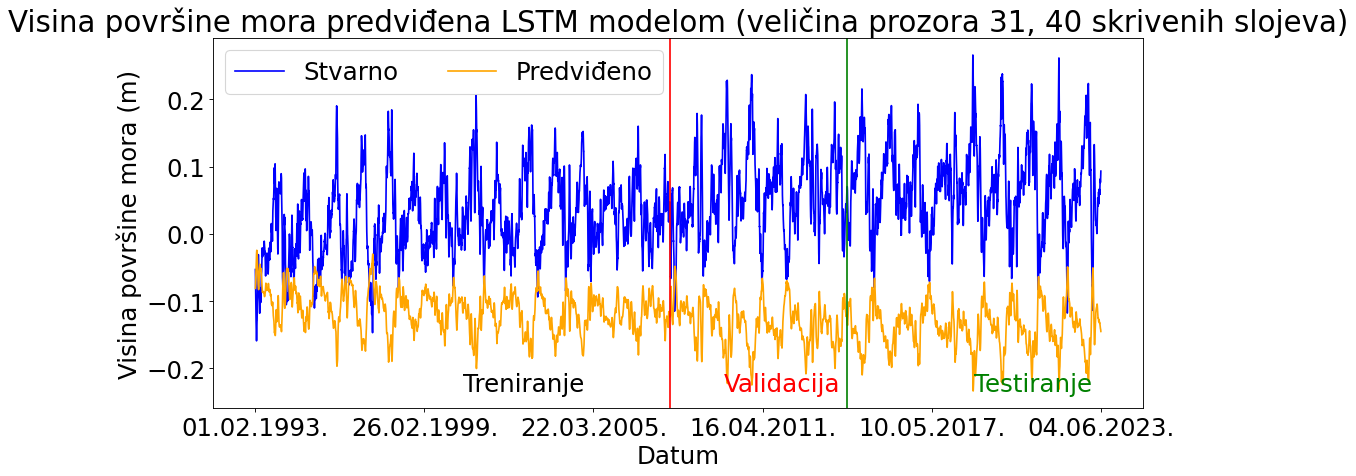 Visina površine mora predviđena LSTM modelom (veličina prozora 31, 40 skrivenih slojeva)
Stvarno
Predviđeno
Visina površine mora (m)
0.2
0.1
0.0
−0.1
−0.2
Treniranje
Validacija
Testiranje
01.02.1993.
26.02.1999.
22.03.2005.
16.04.2011.
10.05.2017.
04.06.2023.
Datum